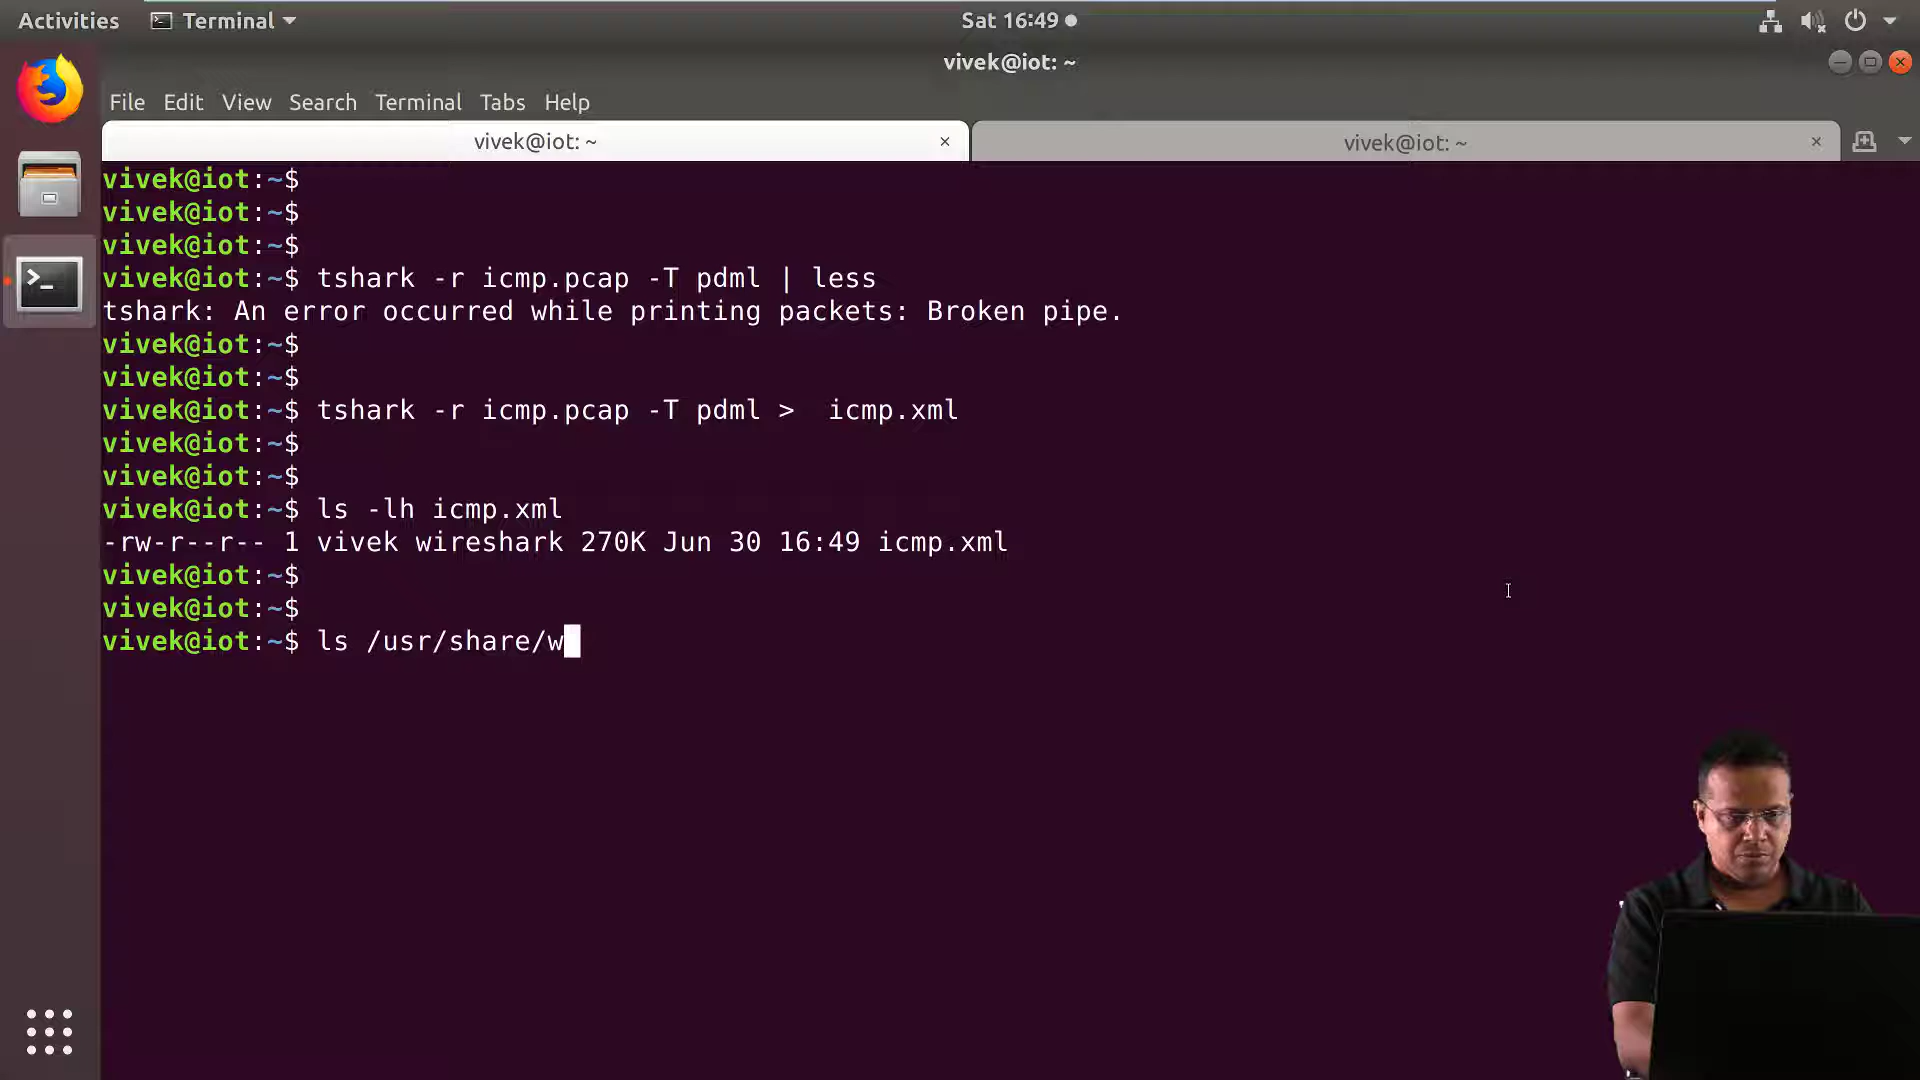 Activities Terminal Sat 16:49
vivek@iot: ~
File Edit View Search Terminal Tabs Help
vivek@iot: ~ × vivek@iot: ~ ×
vivek@iot:~$
vivek@iot:~$
vivek@iot:~$
vivek@iot:~$ tshark -r icmp.pcap -T pdml | less
tshark: An error occurred while printing packets: Broken pipe.
vivek@iot:~$
vivek@iot:~$
vivek@iot:~$ tshark -r icmp.pcap -T pdml >  icmp.xml
vivek@iot:~$
vivek@iot:~$
vivek@iot:~$ ls -lh icmp.xml
-rw-r--r-- 1 vivek wireshark 270K Jun 30 16:49 icmp.xml
vivek@iot:~$
vivek@iot:~$
vivek@iot:~$ ls /usr/share/w